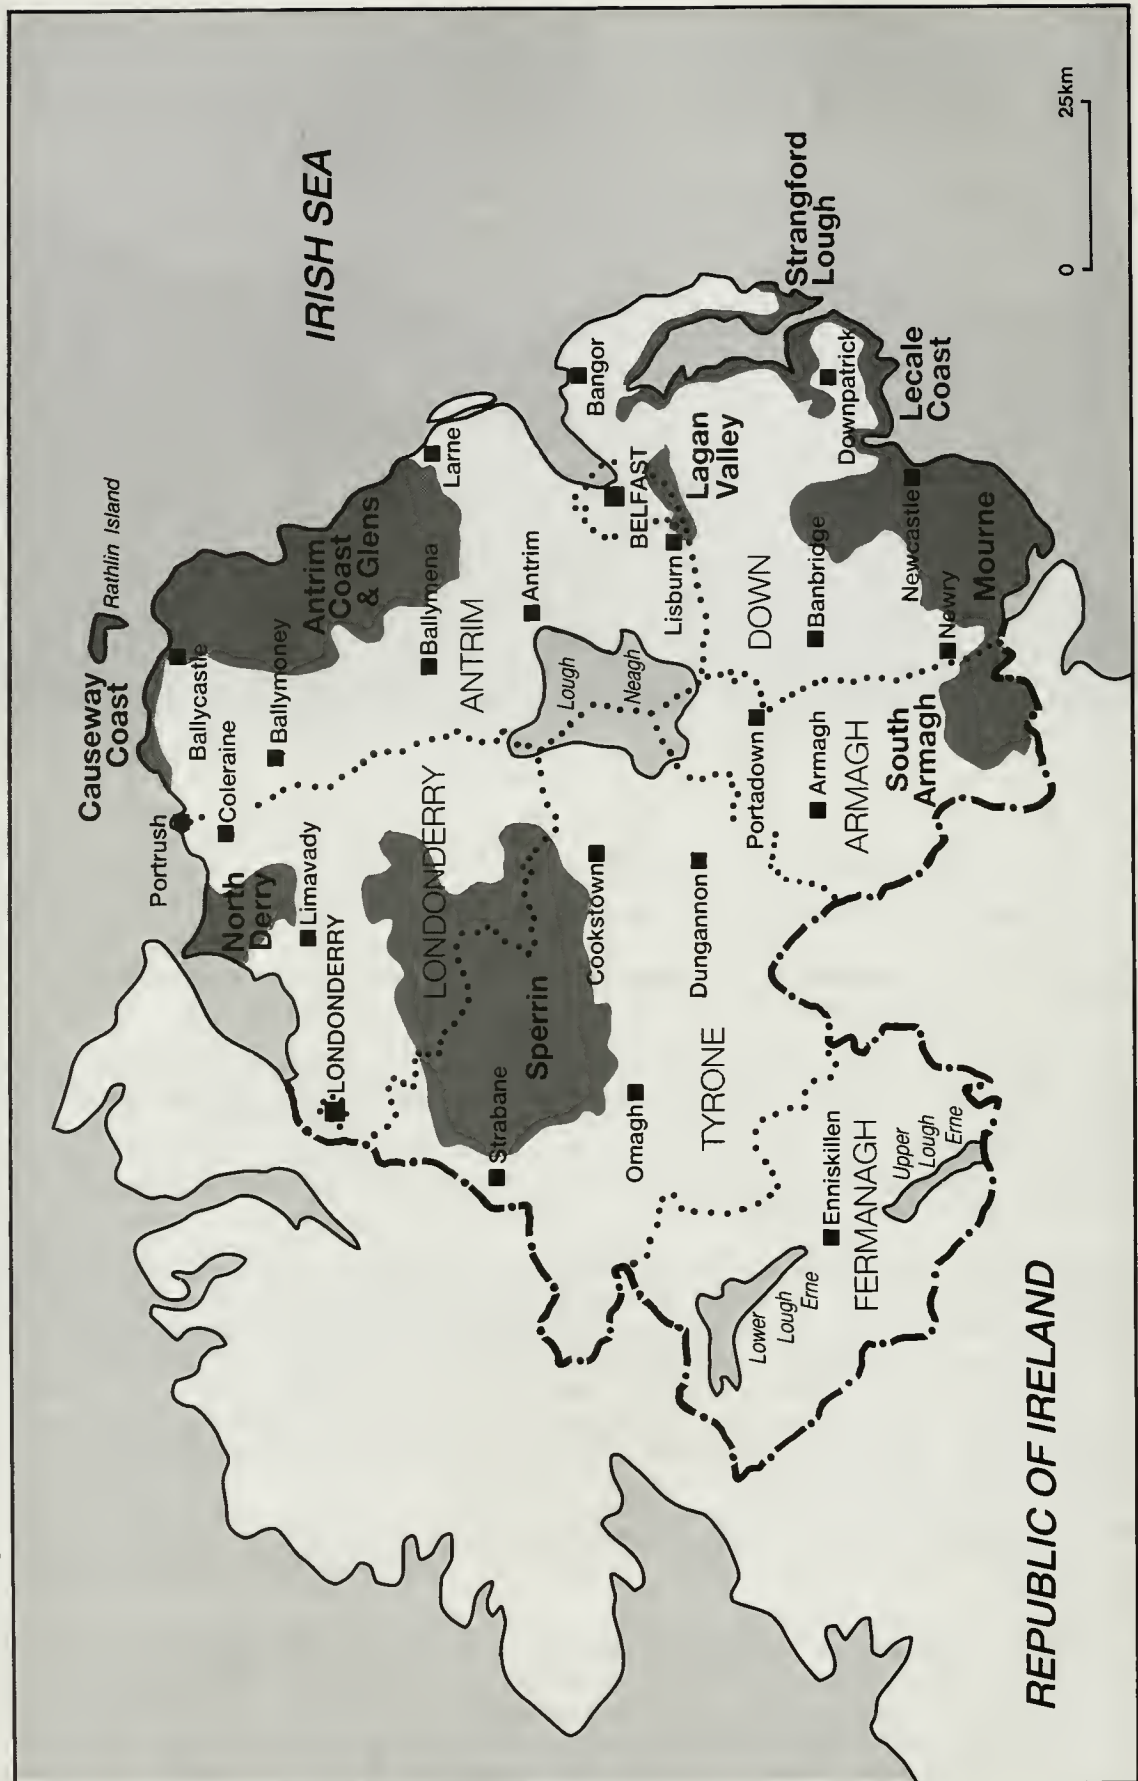 IRISH SEA
Causeway
Coast
Rathlin Island
Portrush
Ballycastle
Coleraine
Ballymoney
Antrim
Coast
& Glens
North
Derry
Limavady
LONDONDERRY
Larne
Ballymena
ANTRIM
Antrim
LONDONDERRY
Sperrin
Strabane
Cookstown
Lough
Neagh
Bangor
BELFAST
Lisburn
Lagan
Valley
Strangford
Lough
Omagh
TYRONE
Dungannon
Portadown
DOWN
Banbridge
Downpatrick
Lecale
Coast
Armagh
ARMAGH
South
Armagh
Newry
Newcastle
Mourne
Enniskillen
FERMANAGH
Lower
Lough
Erne
Upper
Lough
Erne
REPUBLIC OF IRELAND
0
25km